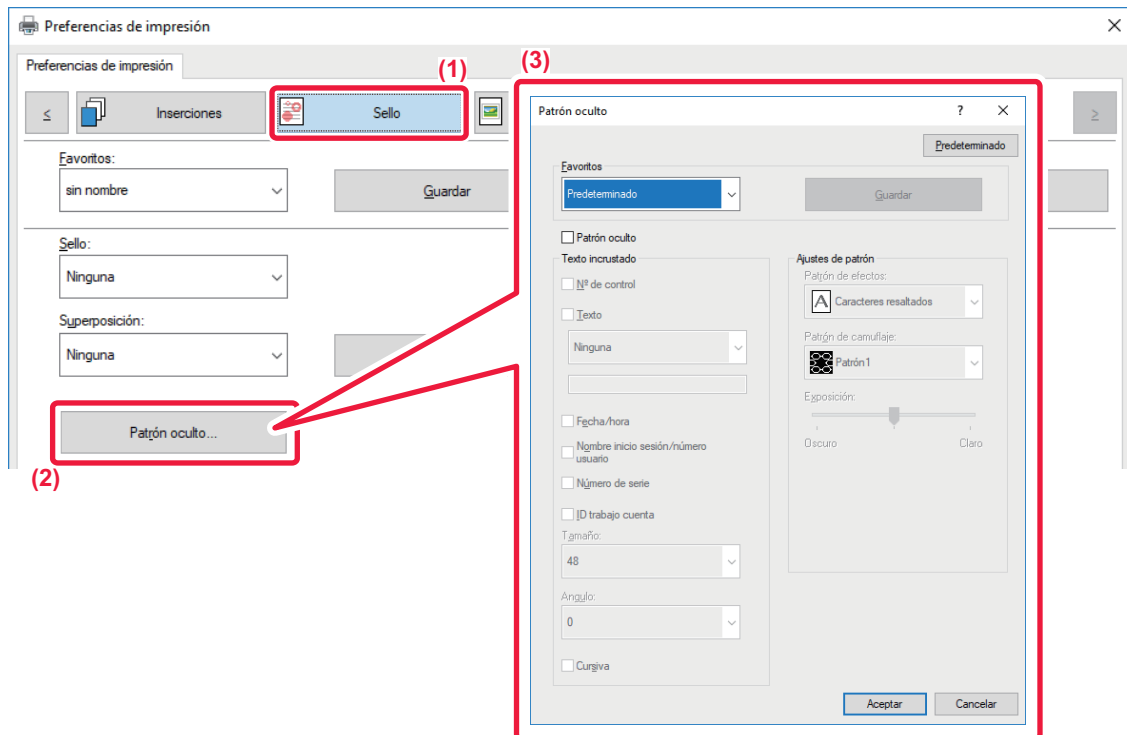 Preferencias de impresión
Preferencias de impresión
(1)
(3)
<
Inserciones
Sello
>
Favoritos:
sin nombre
Guardar
Sello:
Ninguna
Superposición:
Ninguna
Patrón oculto...
(2)
Patrón oculto
?
Predeterminado
Favoritos
Predeterminado
Guardar
Patrón oculto
Texto incrustado
Nº de control
Texto
Ninguna
Fecha/hora
Nombre inicio sesión/número
usuario
Número de serie
ID trabajo cuenta
Tamaño:
48
Angulo:
0
Cursiva
Ajustes de patrón
Patrón de efectos:
A Caracteres resaltados
Patrón de camuflaje:
Patrón1
Exposición:
Oscuro Claro
Aceptar Cancelar